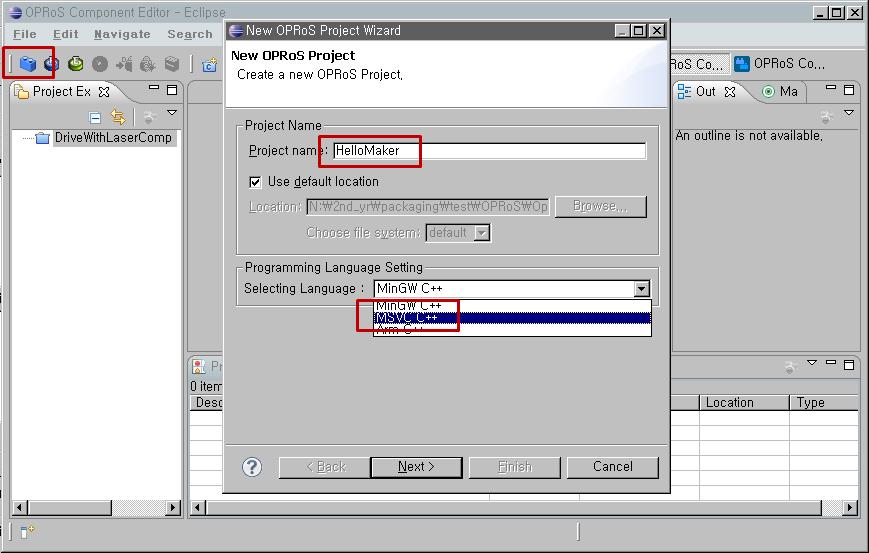 OPRoS Component Editor - Eclipse
File Edit Navigate Search
RoS Co... OPRoS Co...
Project Ex
DriveWithLaserComp
New OPRoS Project Wizard
New OPRoS Project
Create a new OPRoS Project,
Project Name
Project name: HelloMaker
Use default location
Location: N:₩2nd_yr₩packaging₩test₩OPRoS₩Op Browse...
Choose file system: default
Programming Language Setting
Selecting Language : MinGW C++
MinGW C++
MSVC C++
Arm C++
< Back Next > Finish Cancel
Out Ma
An outline is not available,
Pr
0 item
Desc Location Type